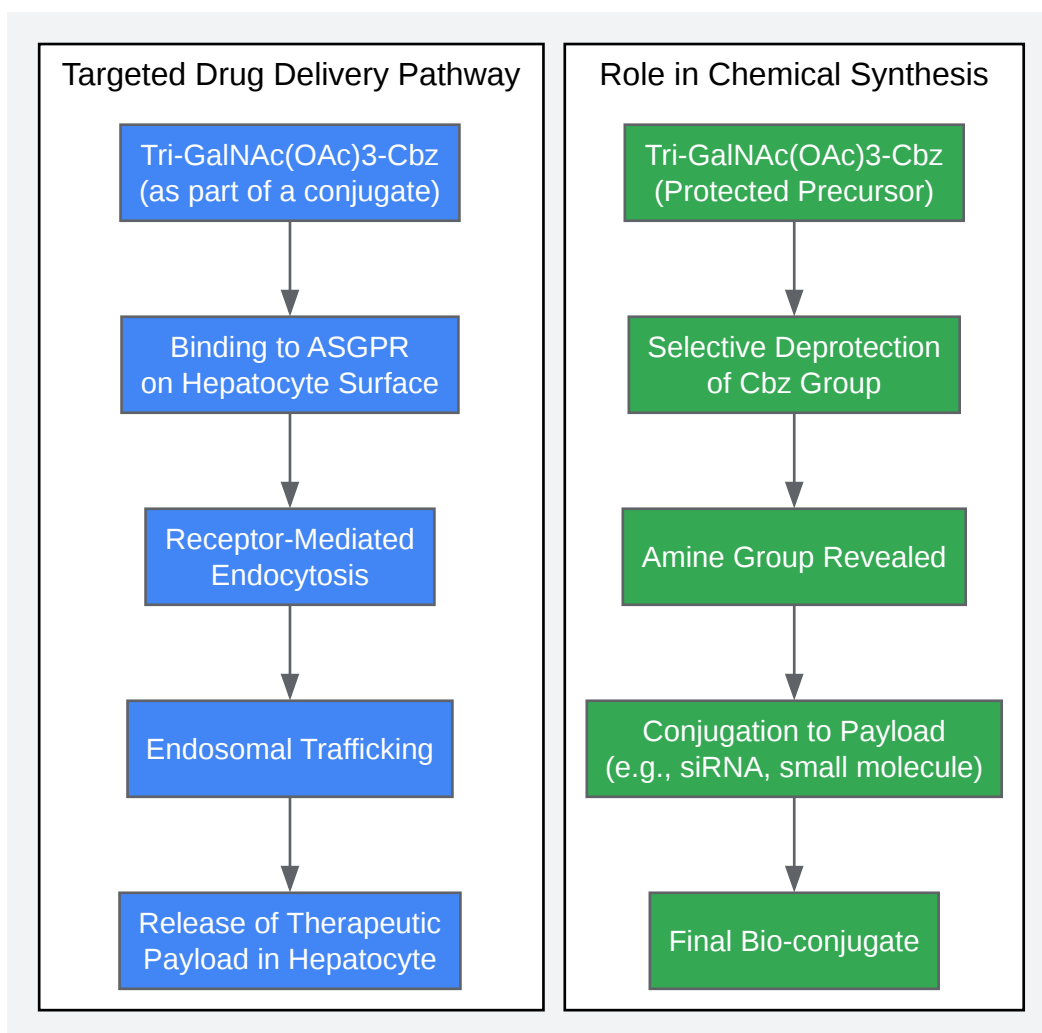 Targeted Drug Delivery Pathway
Tri-GalNAc(OAc)3-Cbz
(as part of a conjugate)
Binding to ASGPR
on Hepatocyte Surface
Receptor-Mediated
Endocytosis
Endosomal Trafficking
Release of Therapeutic
Payload in Hepatocyte
Role in Chemical Synthesis
Tri-GalNAc(OAc)3-Cbz
(Protected Precursor)
Selective Deprotection
of Cbz Group
Amine Group Revealed
Conjugation to Payload
(e.g., siRNA, small molecule)
Final Bio-conjugate